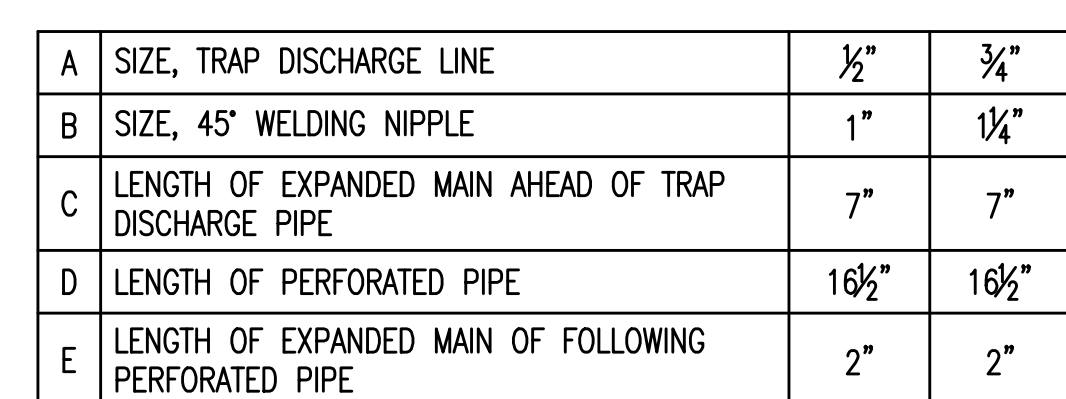 A SIZE, TRAP DISCHARGE LINE ½" ¾"
B SIZE, 45° WELDING NIPPLE 1" 1¼"
C LENGTH OF EXPANDED MAIN AHEAD OF TRAP
DISCHARGE PIPE 7" 7"
D LENGTH OF PERFORATED PIPE 16½" 16½"
E LENGTH OF EXPANDED MAIN OF FOLLOWING
PERFORATED PIPE 2" 2"